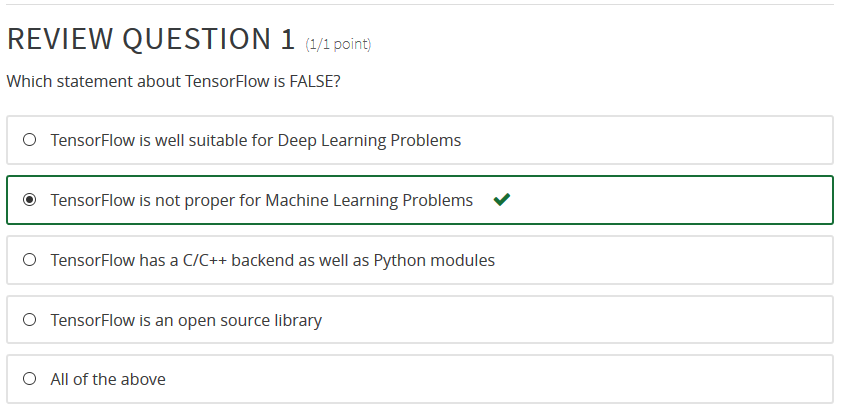 REVIEW QUESTION 1 (1/1 point)
Which statement about TensorFlow is FALSE?
TensorFlow is well suitable for Deep Learning Problems
TensorFlow is not proper for Machine Learning Problems
TensorFlow has a C/C++ backend as well as Python modules
TensorFlow is an open source library
All of the above